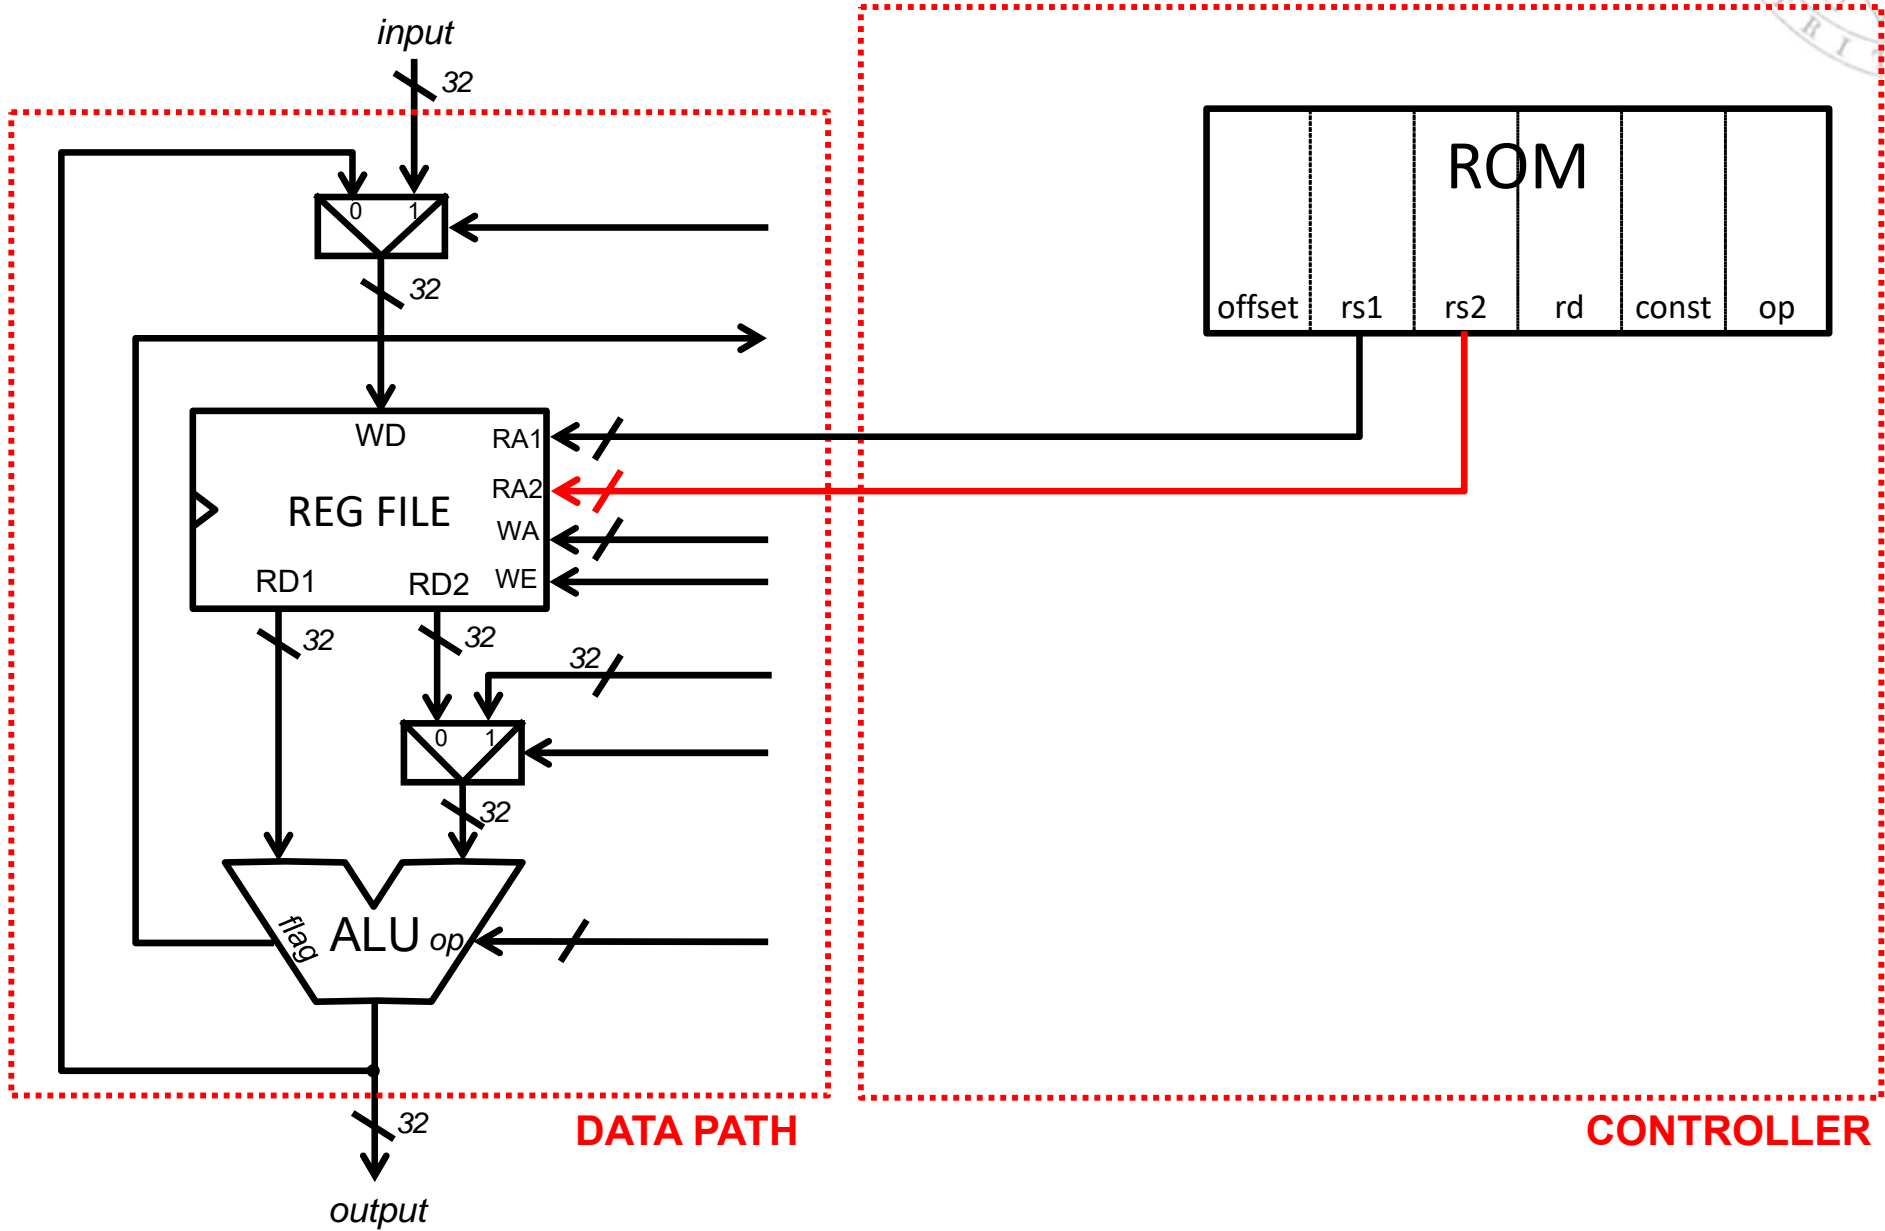 input
32
R I T
0 1
32
ROM
offset rs1 rs2 rd const op
WD
RA1
RA2
REG FILE
WA
WE
RD1 RD2
32 32
32
0 1
32
flag ALU op
32
DATA PATH
CONTROLLER
output